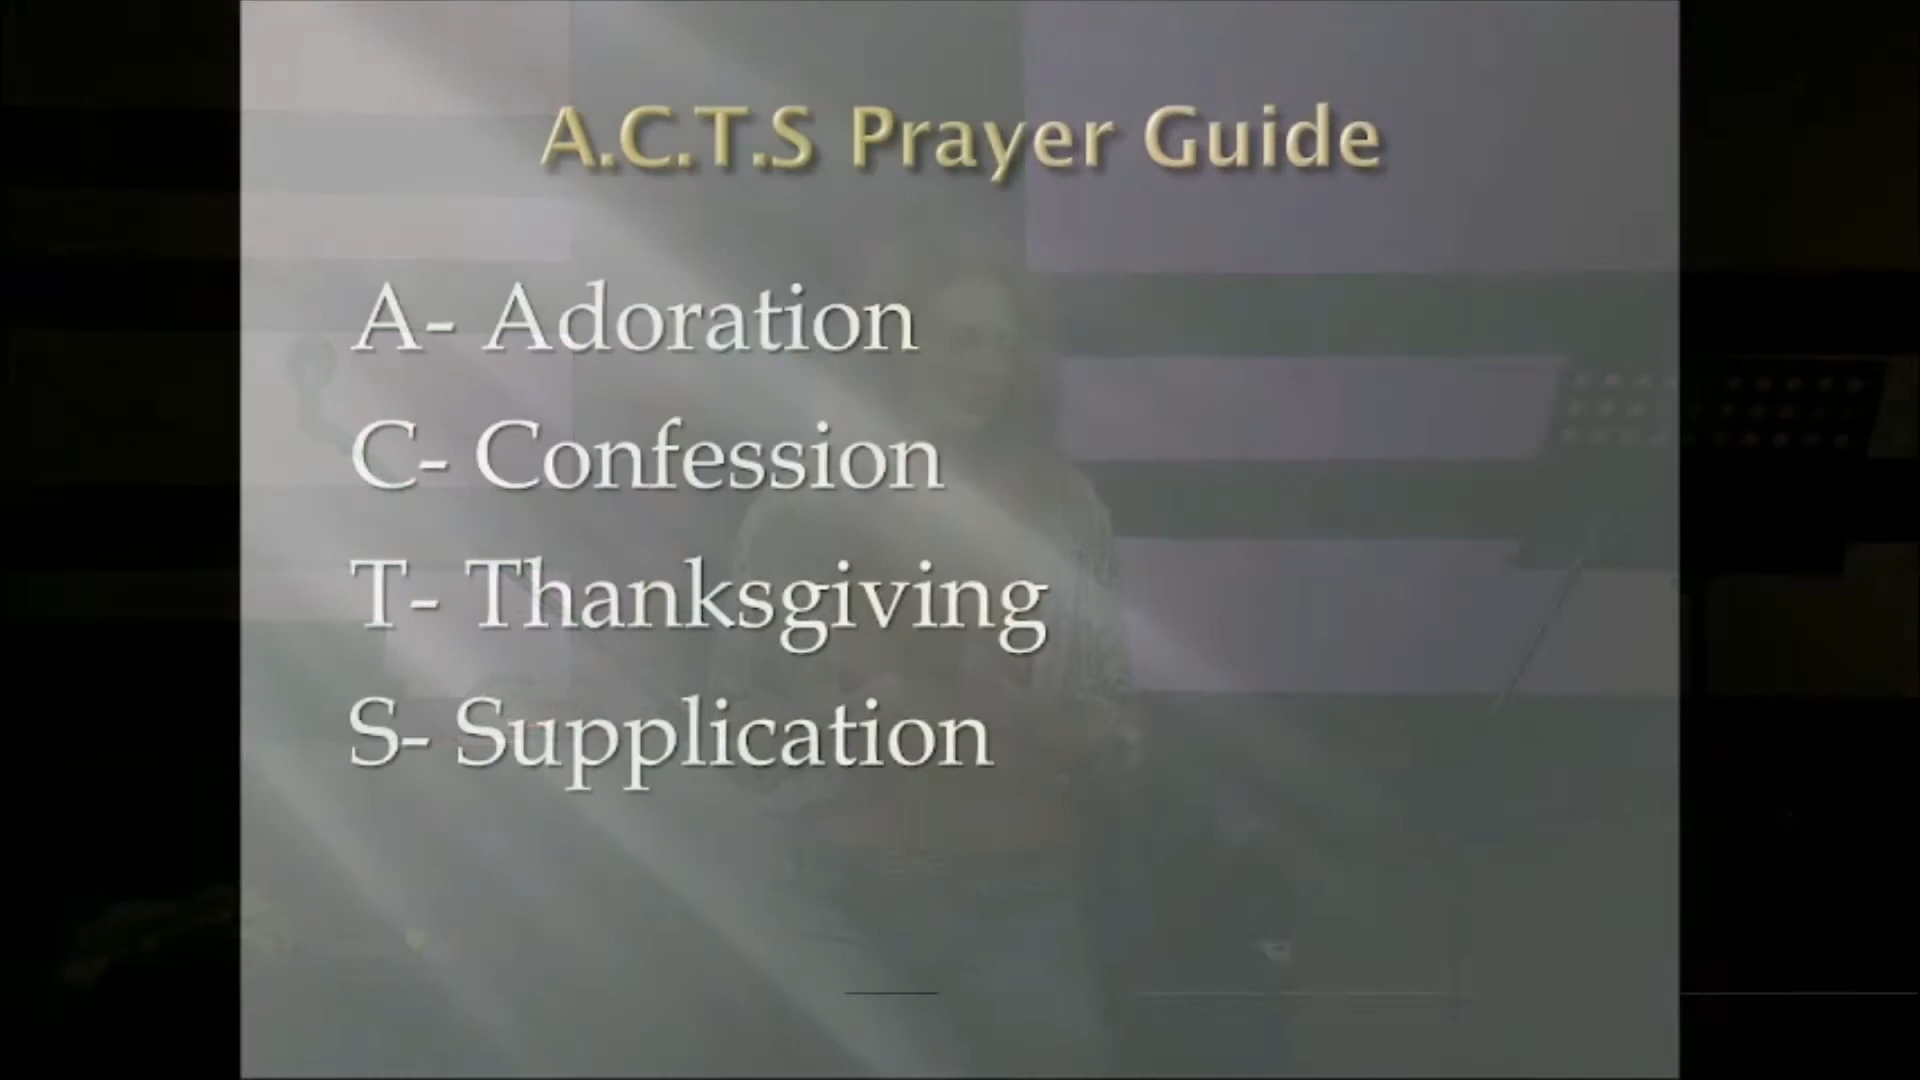 A.C.T.S Prayer Guide
A- Adoration
C- Confession
T- Thanksgiving
S- Supplication